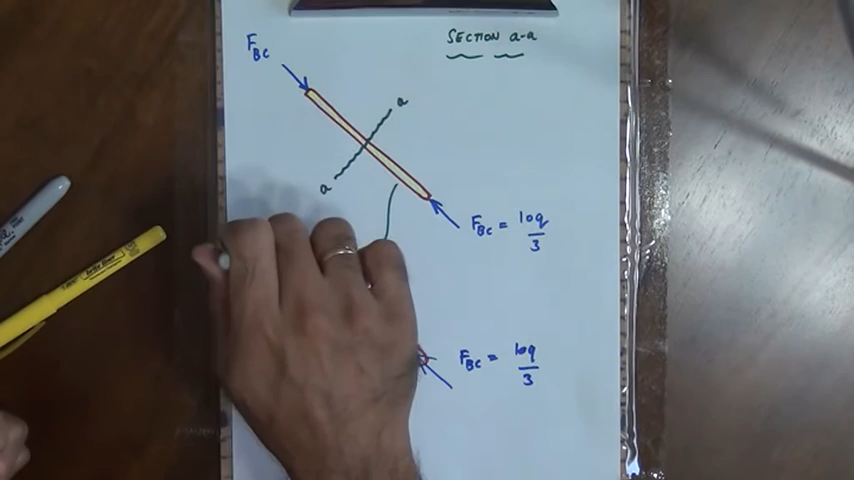 SECTION a-a
F_BC
a
a
F_BC = 10q/3
F_BC = 10q/3